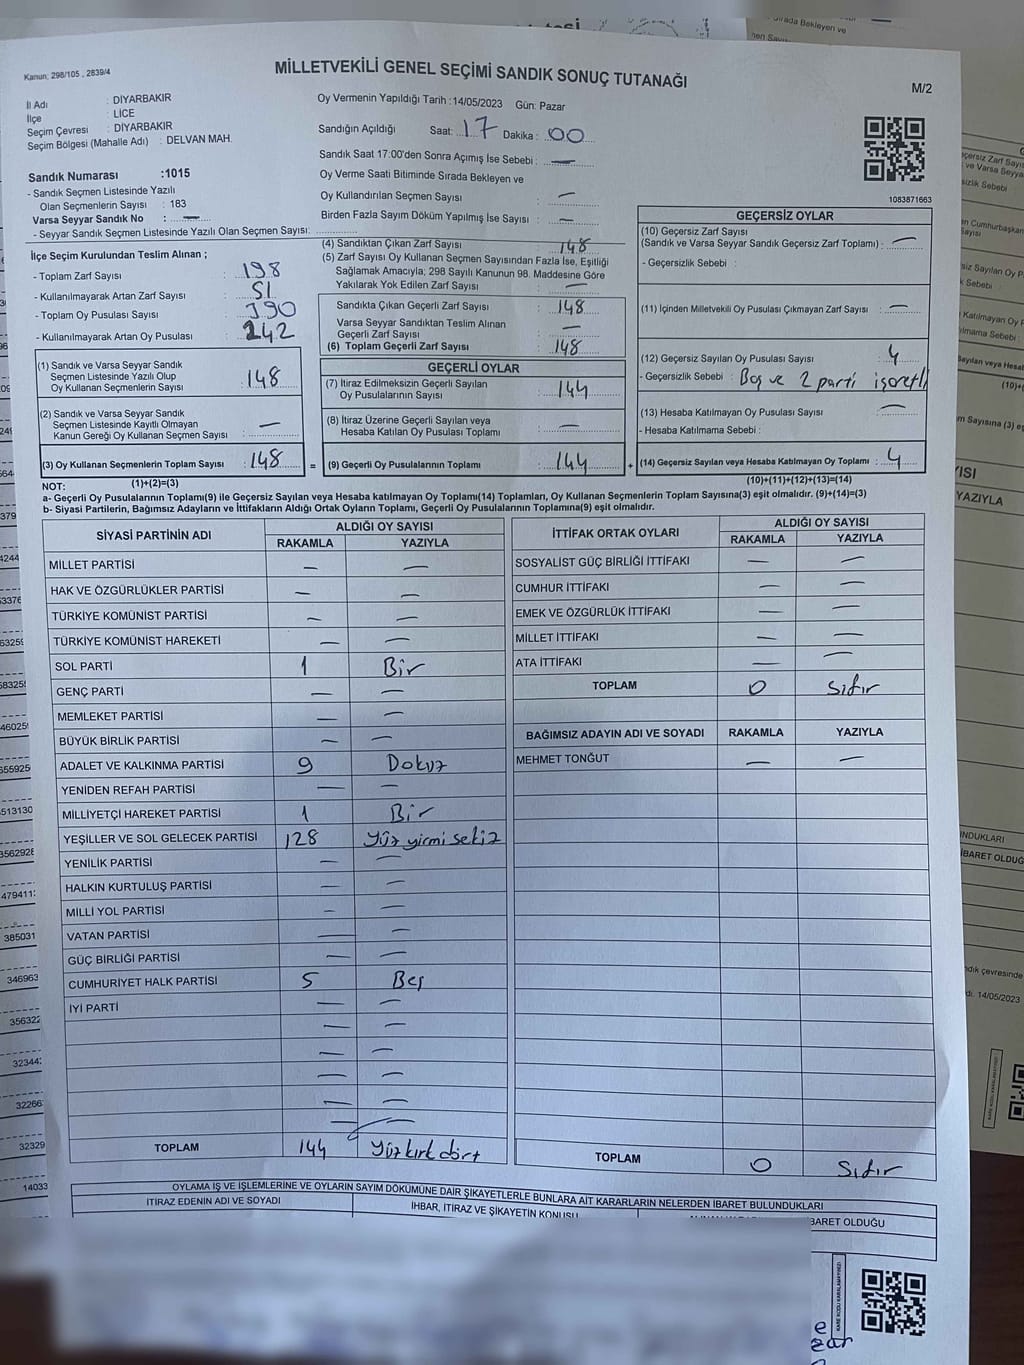 Kanun; 298/105 , 2839/4
MİLLETVEKİLİ GENEL SEÇİMİ SANDIK SONUÇ TUTANAĞI
M/2
İl Adı : DİYARBAKIR
İlçe : LİCE
Seçim Çevresi : DİYARBAKIR
Seçim Bölgesi (Mahalle Adı) : DELVAN MAH.
Sandık Numarası :1015
- Sandık Seçmen Listesinde Yazılı
Olan Seçmenlerin Sayısı : 183
Varsa Seyyar Sandık No : —
- Seyyar Sandık Seçmen Listesinde Yazılı Olan Seçmen Sayısı:
Oy Vermenin Yapıldığı Tarih :14/05/2023 Gün: Pazar
Sandığın Açıldığı Saat: 17 Dakika : 00
Sandık Saat 17:00'den Sonra Açımış İse Sebebi : —
Oy Verme Saati Bitiminde Sırada Bekleyen ve
Oy Kullandırılan Seçmen Sayısı : —
Birden Fazla Sayım Döküm Yapılmış İse Sayısı : —
1083871663
İlçe Seçim Kurulundan Teslim Alınan ;
- Toplam Zarf Sayısı : 198
- Kullanılmayarak Artan Zarf Sayısı : 51
- Toplam Oy Pusulası Sayısı : 390
- Kullanılmayarak Artan Oy Pusulası : 242
(4) Sandıktan Çıkan Zarf Sayısı : 148
(5) Zarf Sayısı Oy Kullanan Seçmen Sayısından Fazla İse, Eşitliği
Sağlamak Amacıyla; 298 Sayılı Kanunun 98. Maddesine Göre
Yakılarak Yok Edilen Zarf Sayısı : —
Sandıkta Çıkan Geçerli Zarf Sayısı : 148
Varsa Seyyar Sandıktan Teslim Alınan
Geçerli Zarf Sayısı : —
(6) Toplam Geçerli Zarf Sayısı : 148
GEÇERSİZ OYLAR
(10) Geçersiz Zarf Sayısı
(Sandık ve Varsa Seyyar Sandık Geçersiz Zarf Toplamı) : —
- Geçersizlik Sebebi :
(11) İçinden Milletvekili Oy Pusulası Çıkmayan Zarf Sayısı : —
(12) Geçersiz Sayılan Oy Pusulası Sayısı : 4
- Geçersizlik Sebebi : Boş ve 2 parti işaretli
(13) Hesaba Katılmayan Oy Pusulası Sayısı : —
- Hesaba Katılmama Sebebi :
(14) Geçersiz Sayılan veya Hesaba Katılmayan Oy Toplamı : 4
(10)+(11)+(12)+(13)=(14)
(1) Sandık ve Varsa Seyyar Sandık
Seçmen Listesinde Yazılı Olup
Oy Kullanan Seçmenlerin Sayısı : 148
(2) Sandık ve Varsa Seyyar Sandık
Seçmen Listesinde Kayıtlı Olmayan
Kanun Gereği Oy Kullanan Seçmen Sayısı : —
(3) Oy Kullanan Seçmenlerin Toplam Sayısı : 148 =
(1)+(2)=(3)
GEÇERLİ OYLAR
(7) İtiraz Edilmeksizin Geçerli Sayılan
Oy Pusulalarının Sayısı : 144
(8) İtiraz Üzerine Geçerli Sayılan veya
Hesaba Katılan Oy Pusulası Toplamı : —
(9) Geçerli Oy Pusulalarının Toplamı : 144 +
NOT:
a- Geçerli Oy Pusulalarının Toplamı(9) ile Geçersiz Sayılan veya Hesaba katılmayan Oy Toplamı(14) Toplamları, Oy Kullanan Seçmenlerin Toplam Sayısına(3) eşit olmalıdır. (9)+(14)=(3)
b- Siyasi Partilerin, Bağımsız Adayların ve İttifakların Aldığı Ortak Oyların Toplamı, Geçerli Oy Pusulalarının Toplamına(9) eşit olmalıdır.
SİYASİ PARTİNİN ADI ALDIĞI OY SAYISI
RAKAMLA YAZIYLA
MİLLET PARTİSİ — —
HAK VE ÖZGÜRLÜKLER PARTİSİ — —
TÜRKİYE KOMÜNİST PARTİSİ — —
TÜRKİYE KOMÜNİST HAREKETİ — —
SOL PARTİ 1 Bir
GENÇ PARTİ — —
MEMLEKET PARTİSİ — —
BÜYÜK BİRLİK PARTİSİ — —
ADALET VE KALKINMA PARTİSİ 9 Dokuz
YENİDEN REFAH PARTİSİ — —
MİLLİYETÇİ HAREKET PARTİSİ 1 Bir
YEŞİLLER VE SOL GELECEK PARTİSİ 128 Yüz yirmi sekiz
YENİLİK PARTİSİ — —
HALKIN KURTULUŞ PARTİSİ — —
MİLLİ YOL PARTİSİ — —
VATAN PARTİSİ — —
GÜÇ BİRLİĞİ PARTİSİ — —
CUMHURİYET HALK PARTİSİ 5 Beş
İYİ PARTİ — —
— —
— —
— —
— —
— —
TOPLAM 144 Yüz kırk dört
İTTİFAK ORTAK OYLARI ALDIĞI OY SAYISI
RAKAMLA YAZIYLA
SOSYALİST GÜÇ BİRLİĞİ İTTİFAKI — —
CUMHUR İTTİFAKI — —
EMEK VE ÖZGÜRLÜK İTTİFAKI — —
MİLLET İTTİFAKI — —
ATA İTTİFAKI — —
TOPLAM 0 Sıfır
BAĞIMSIZ ADAYIN ADI VE SOYADI RAKAMLA YAZIYLA
MEHMET TONĞUT — —
TOPLAM 0 Sıfır
OYLAMA İŞ VE İŞLEMLERİNE VE OYLARIN SAYIM DÖKÜMÜNE DAİR ŞİKAYETLERLE BUNLARA AİT KARARLARIN NELERDEN İBARET BULUNDUKLARI
İTİRAZ EDENİN ADI VE SOYADI
İHBAR, İTİRAZ VE ŞİKAYETİN KONUSU
BARET OLDUĞU
KARE KODU KARALAMAYINIZ!